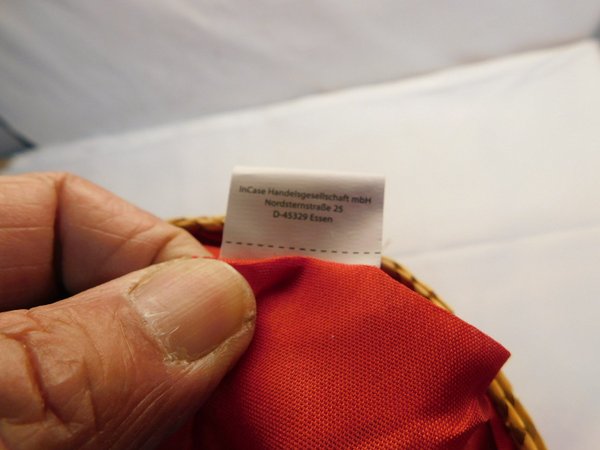 InCase Handelsgesellschaft mbH
Nordsternstraße 25
D-45329 Essen